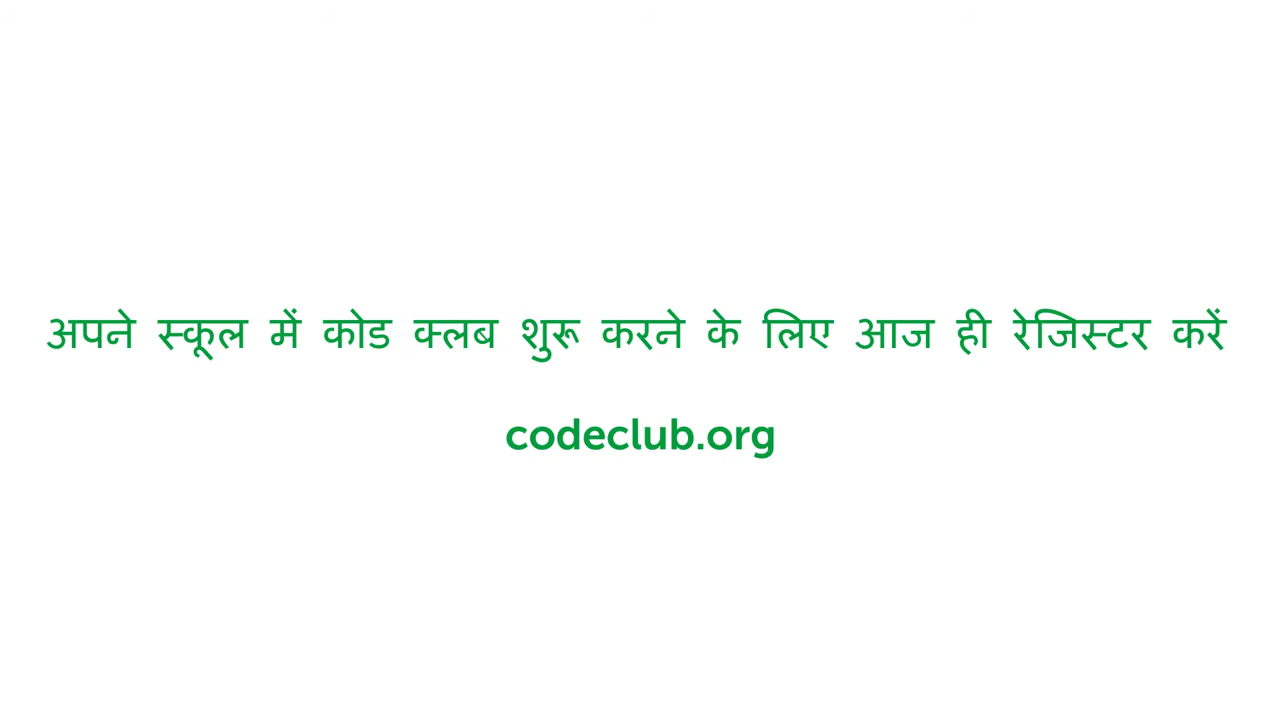 अपने स्कूल में कोड क्लब शुरू करने के लिए आज ही रेजिस्टर करें
codeclub.org